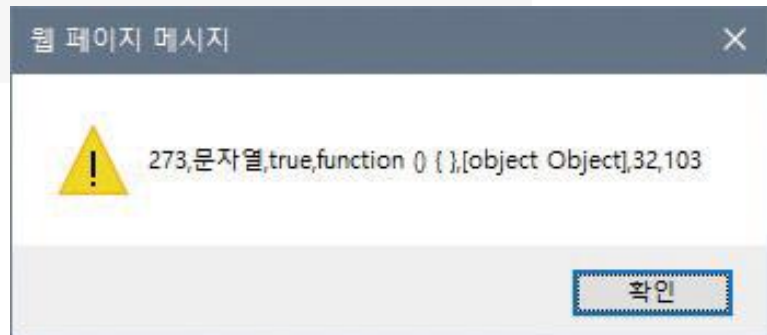 웹 페이지 메시지
273,문자열,true,function () { },[object Object],32,103
확인